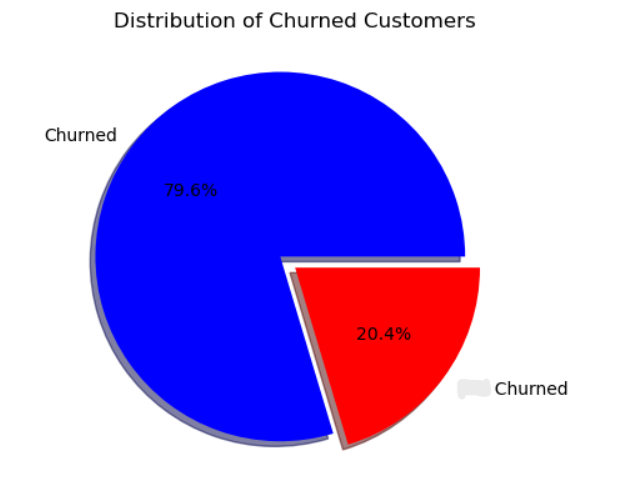 Distribution of Churned Customers
Churned
79.6%
20.4%
Churned